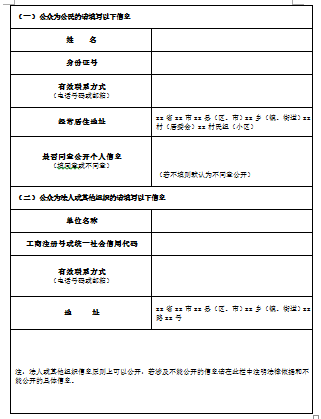 （一）公众为公民的请填写以下信息
姓　　名
身份证号
有效联系方式
（电话号码或邮箱）
经常居住地址
xx 省 xx 市 xx 县（区、市）xx 乡（镇、街道）xx
村（居委会）xx 村民组（小区）
是否同意公开个人信息
（填同意或不同意）
（若不填则默认为不同意公开）
（二）公众为法人或其他组织的请填写以下信息
单位名称
工商注册号或统一社会信用代码
有效联系方式
（电话号码或邮箱）
地　　址
xx 省 xx 市 xx 县（区、市）xx 乡（镇、街道）xx
路 xx 号
注：法人或其他组织信息原则上可以公开，若涉及不能公开的信息请在此栏中注明法律依据和不
能公开的具体信息。